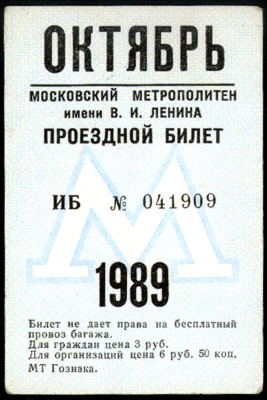 ОКТЯБРЬ
МОСКОВСКИЙ МЕТРОПОЛИТЕН
имени В. И. ЛЕНИНА
ПРОЕЗДНОЙ БИЛЕТ
ИБ № 041909
М
1989
Билет не дает права на бесплатный
провоз багажа.
Для граждан цена 3 руб.
Для организаций цена 6 руб. 50 коп.
МТ Гознака.